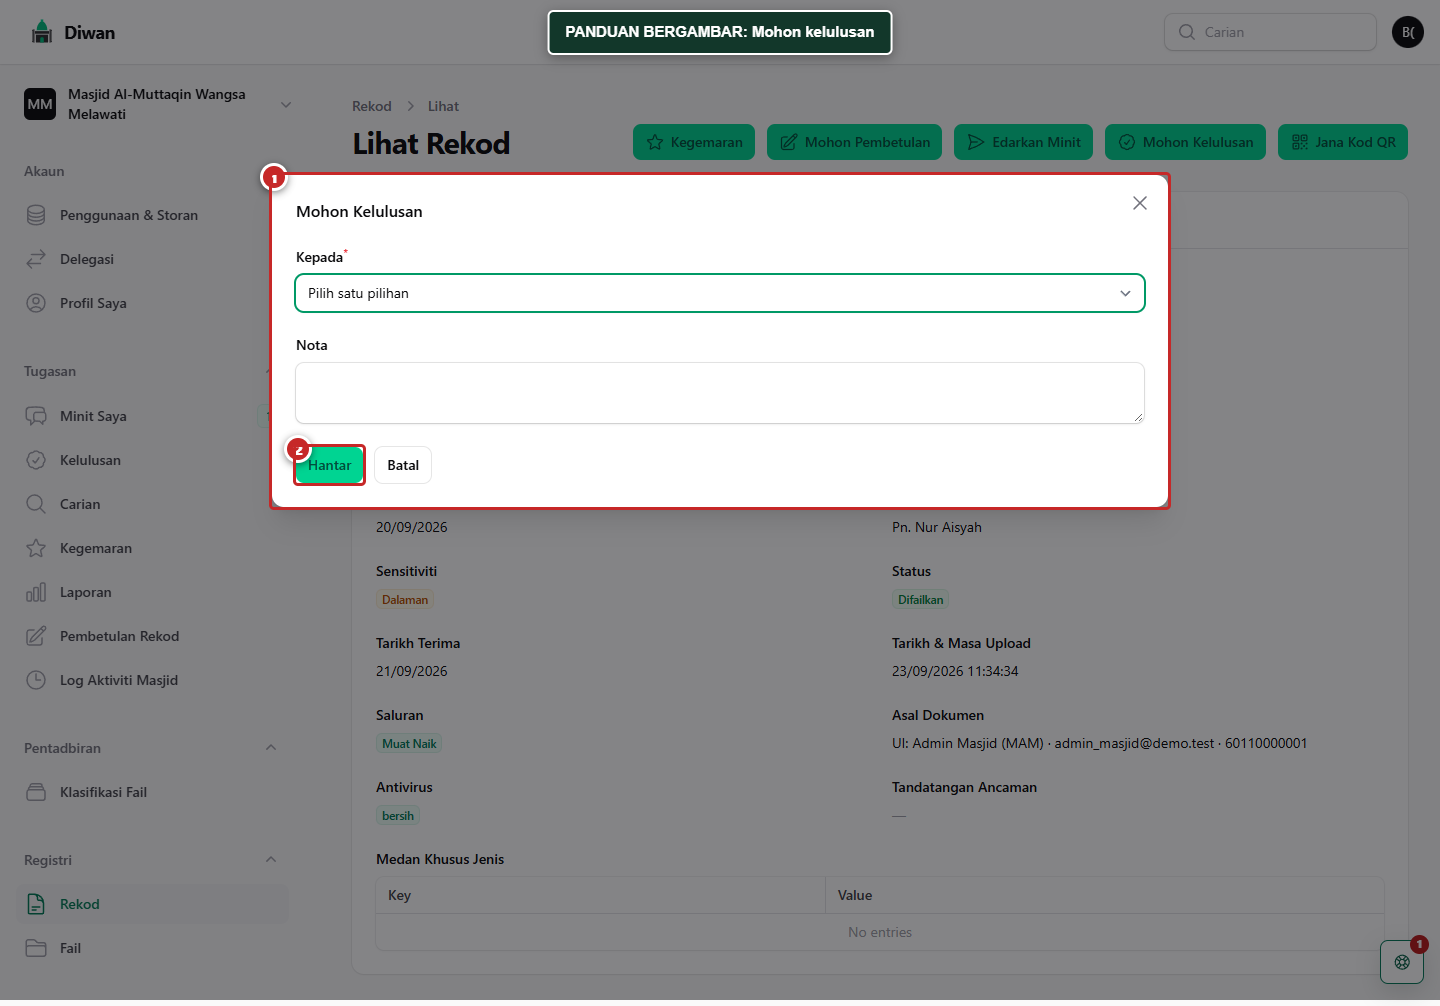 Diwan
PANDUAN BERGAMBAR: Mohon kelulusan
Carian
B(
MM
Masjid Al-Muttaqin Wangsa
Melawati
Rekod
Lihat
Lihat Rekod
Kegemaran
Mohon Pembetulan
Edarkan Minit
Mohon Kelulusan
Jana Kod QR
Akaun
Penggunaan & Storan
Delegasi
Profil Saya
Tugasan
Minit Saya
Kelulusan
Carian
Kegemaran
Laporan
Pembetulan Rekod
Log Aktiviti Masjid
Pentadbiran
Klasifikasi Fail
Registri
Rekod
Fail
1
Mohon Kelulusan
Kepada*
Pilih satu pilihan
Nota
2
Hantar
Batal
20/09/2026
Pn. Nur Aisyah
Sensitiviti
Status
Dalaman
Difailkan
Tarikh Terima
Tarikh & Masa Upload
21/09/2026
23/09/2026 11:34:34
Saluran
Asal Dokumen
Muat Naik
UI: Admin Masjid (MAM) · admin_masjid@demo.test · 60110000001
Antivirus
Tandatangan Ancaman
bersih
—
Medan Khusus Jenis
Key
Value
No entries
1